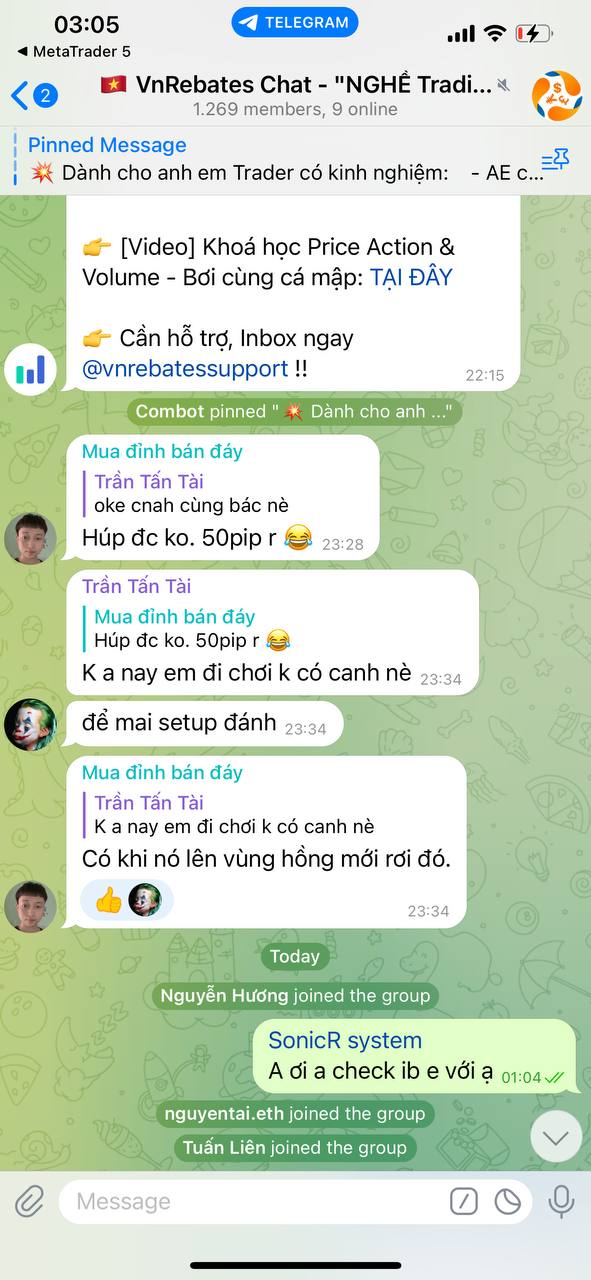 03:05
TELEGRAM
◀ MetaTrader 5
2
🇻🇳 VnRebates Chat - "NGHỀ Tradi...
1.269 members, 9 online
Pinned Message
💥 Dành cho anh em Trader có kinh nghiệm: - AE c...
👉 [Video] Khoá học Price Action &
Volume - Bơi cùng cá mập: TẠI ĐÂY
👉 Cần hỗ trợ, Inbox ngay
@vnrebatessupport !!
22:15
Combot pinned " 💥 Dành cho anh ..."
Mua đỉnh bán đáy
Trần Tấn Tài
oke cnah cùng bác nè
Húp đc ko. 50pip r 😂 23:28
Trần Tấn Tài
Mua đỉnh bán đáy
Húp đc ko. 50pip r 😂
K a nay em đi chơi k có canh nè 23:34
để mai setup đánh 23:34
Mua đỉnh bán đáy
Trần Tấn Tài
K a nay em đi chơi k có canh nè
Có khi nó lên vùng hồng mới rơi đó.
👍 23:34
Today
Nguyễn Hương joined the group
SonicR system
A ơi a check ib e với ạ 01:04
nguyentai.eth joined the group
Tuấn Liên joined the group
Message